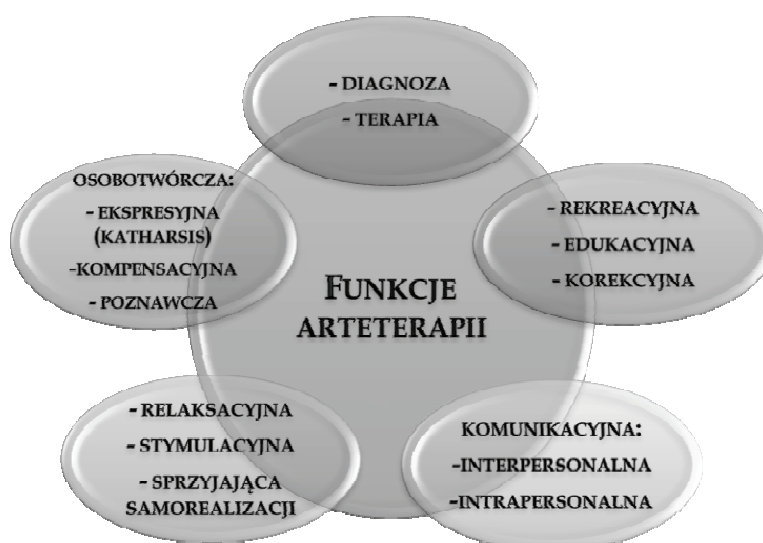 - DIAGNOZA
- TERAPIA
OSOBOTWÓRCZA:
- EKSPRESYJNA
(KATHARSIS)
-KOMPENSACYJNA
- POZNAWCZA
- REKREACYJNA
- EDUKACYJNA
- KOREKCYJNA
FUNKCJE
ARTETERAPII
- RELAKSACYJNA
- STYMULACYJNA
- SPRZYJAJĄCA
SAMOREALIZACJI
KOMUNIKACYJNA:
-INTERPERSONALNA
-INTRAPERSONALNA